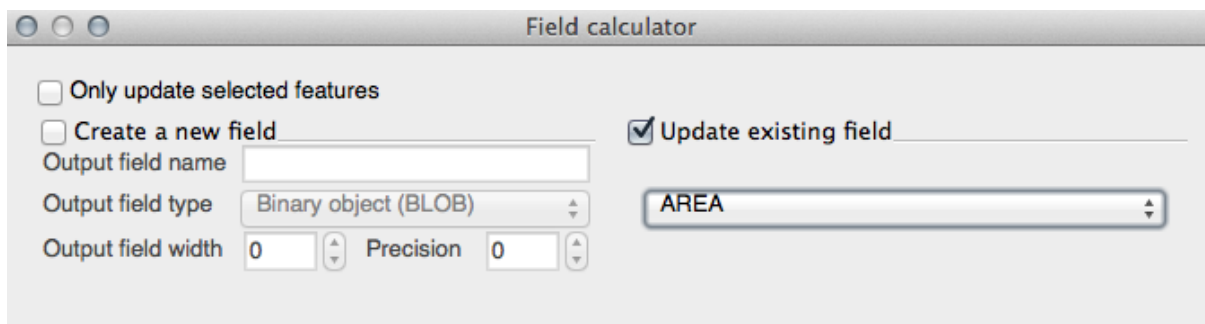 Field calculator
Only update selected features
Create a new field
Update existing field
Output field name
Output field type Binary object (BLOB)
AREA
Output field width 0 Precision 0